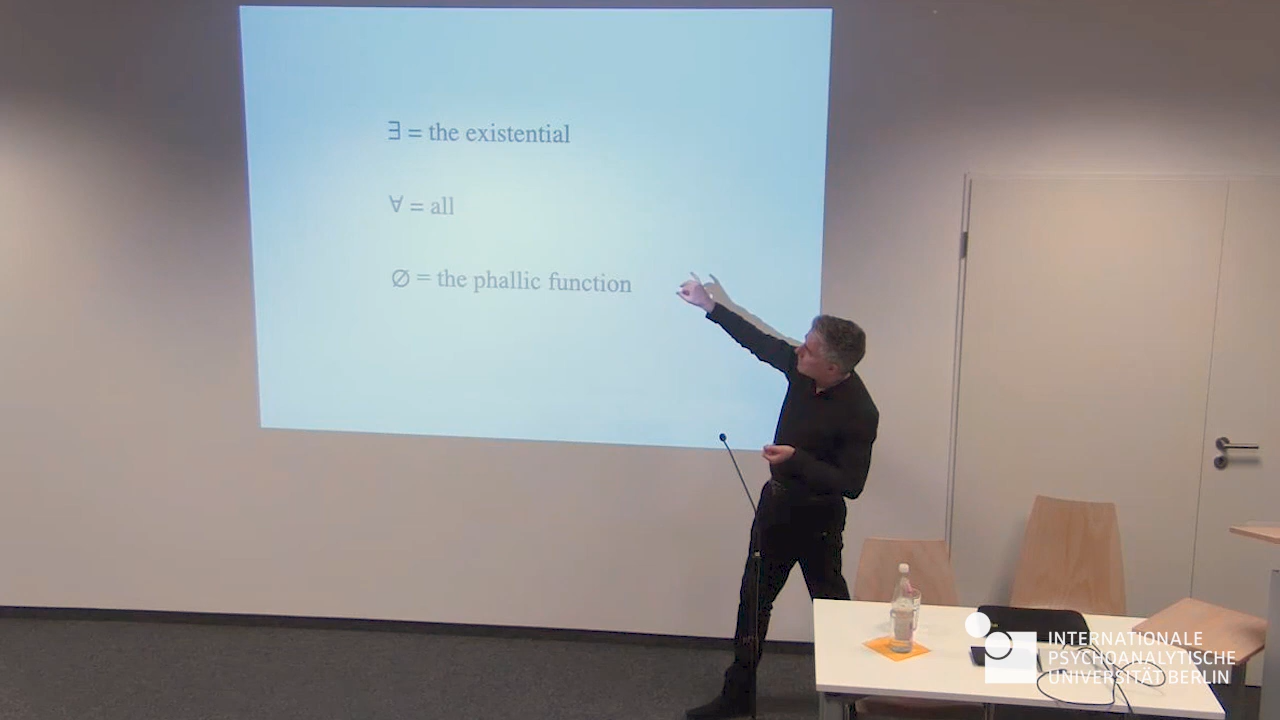 ∃ = the existential
∀ = all
∅ = the phallic function
INTERNATIONALE
PSYCHOANALYTISCHE
UNIVERSITÄT BERLIN